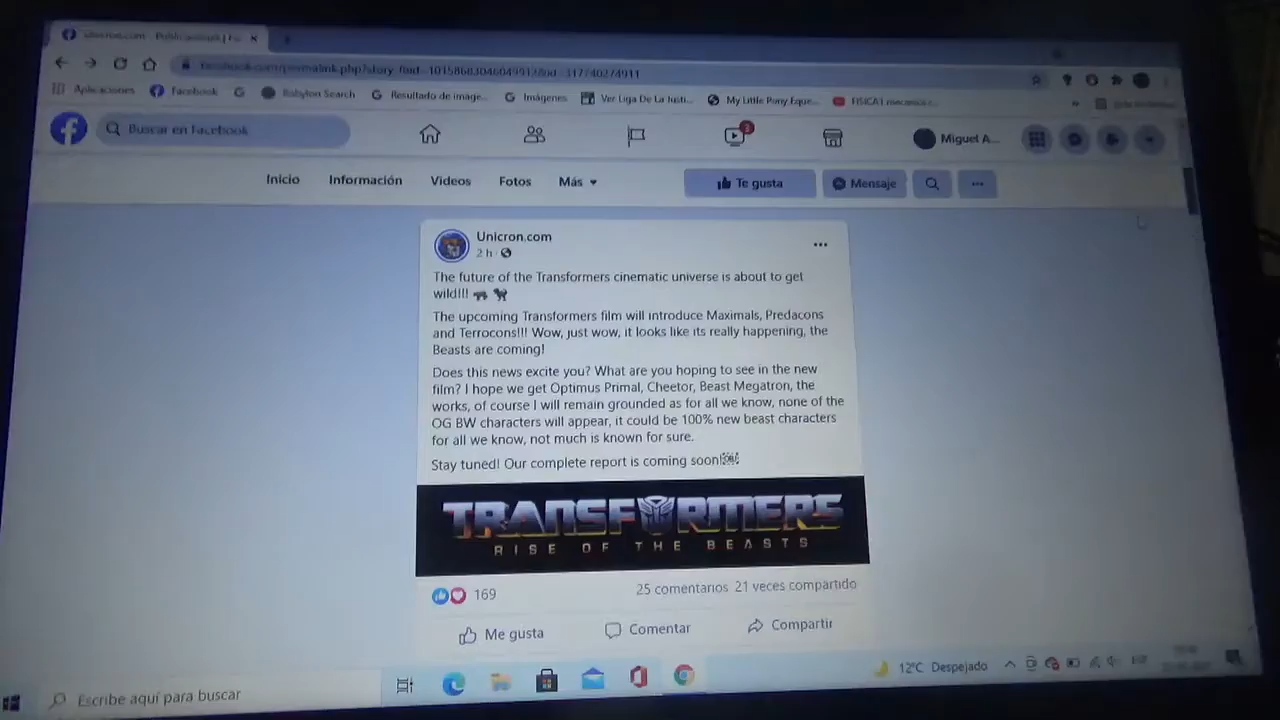 Unicron.com
Aplicaciones
Facebook
Babylon Search
Resultado de image...
Imágenes
Ver Liga De La Justi...
My Little Pony Eque...
Buscar en Facebook
3
Miguel A...
Inicio
Información
Videos
Fotos
Más
Te gusta
Mensaje
Unicron.com
2 h
The future of the Transformers cinematic universe is about to get
wild!!!
The upcoming Transformers film will introduce Maximals, Predacons
and Terrocons!!! Wow, just wow, it looks like its really happening, the
Beasts are coming!
Does this news excite you? What are you hoping to see in the new
film? I hope we get Optimus Primal, Cheetor, Beast Megatron, the
works, of course I will remain grounded as for all we know, none of the
OG BW characters will appear, it could be 100% new beast characters
for all we know, not much is known for sure.
Stay tuned! Our complete report is coming soon!
TRANSFORMERS
RISE OF THE BEASTS
169
25 comentarios 21 veces compartido
Me gusta
Comentar
Compartir
12°C Despejado
ESP
Escribe aquí para buscar